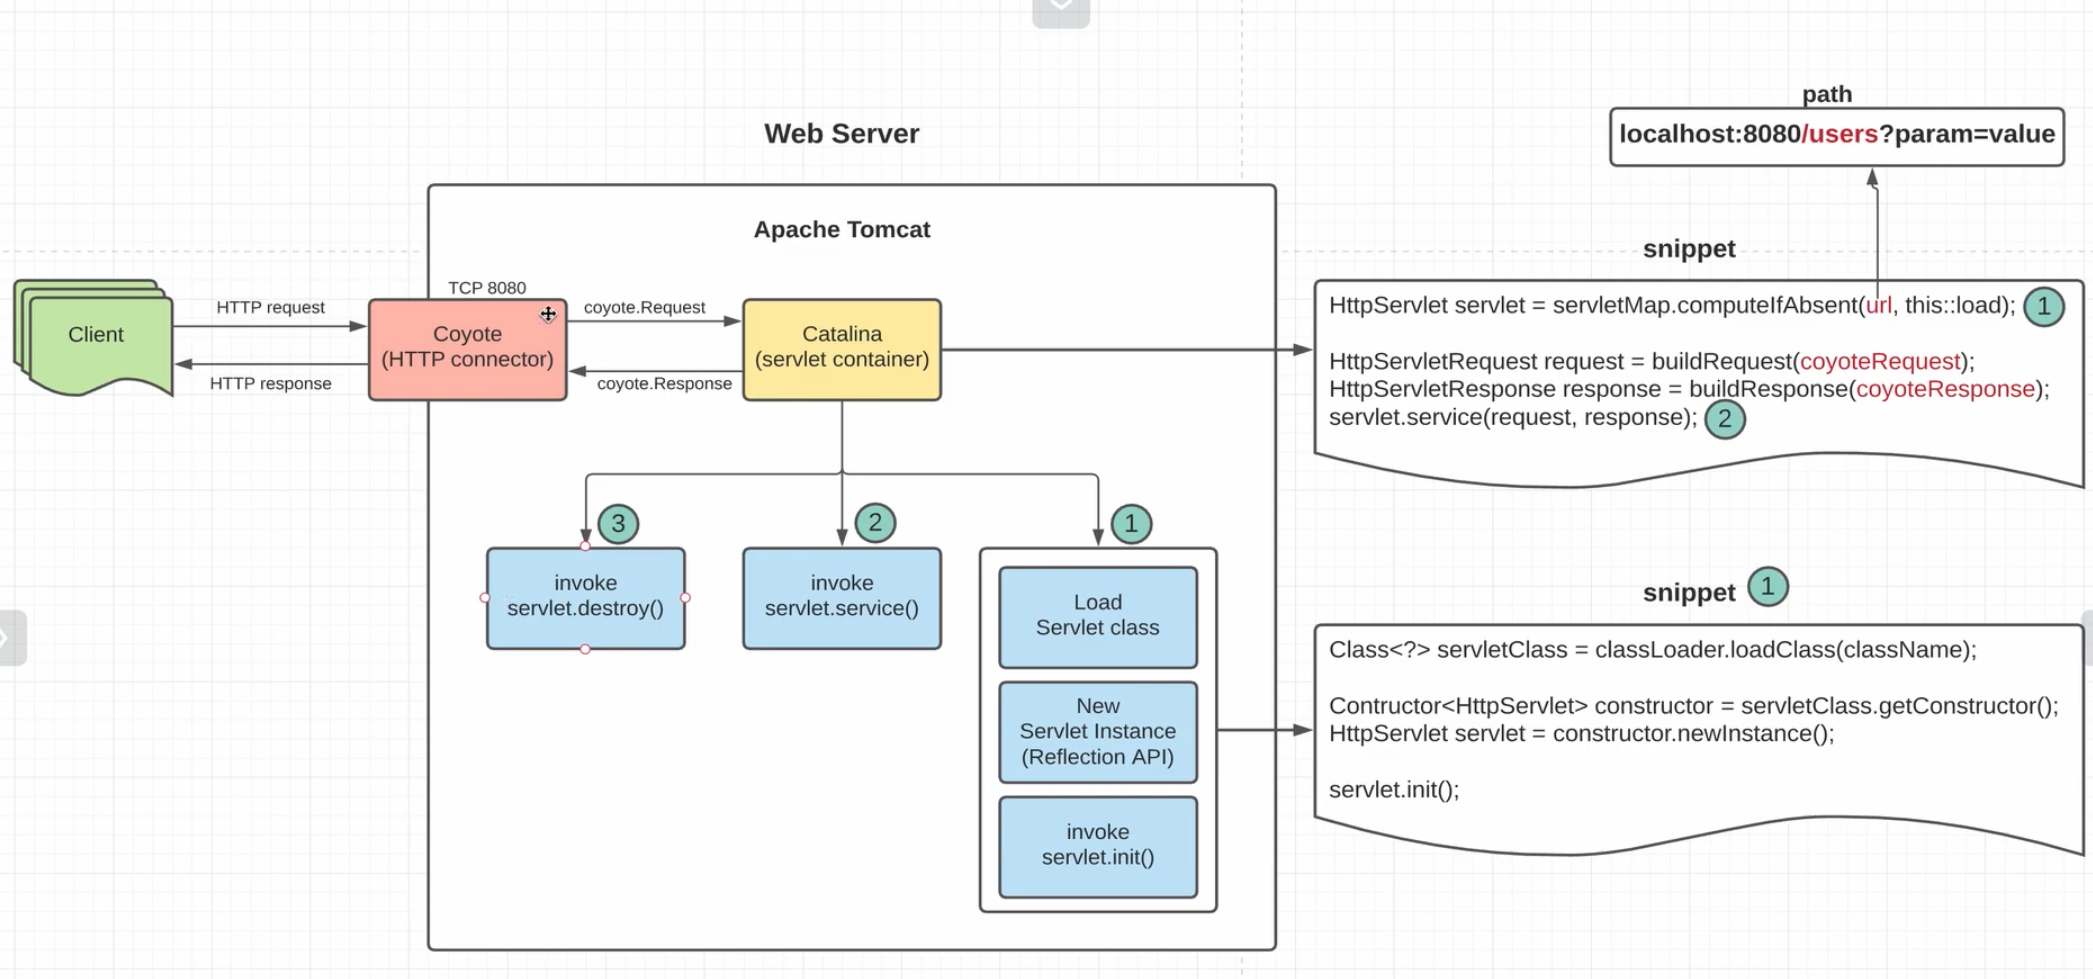 path
localhost:8080/users?param=value
Web Server
Apache Tomcat
snippet
TCP 8080
Client
HTTP request
HTTP response
Coyote
(HTTP connector)
coyote.Request
coyote.Response
Catalina
(servlet container)
HttpServlet servlet = servletMap.computeIfAbsent(url, this::load); 1
HttpServletRequest request = buildRequest(coyoteRequest);
HttpServletResponse response = buildResponse(coyoteResponse);
servlet.service(request, response); 2
3
invoke
servlet.destroy()
2
invoke
servlet.service()
1
Load
Servlet class
New
Servlet Instance
(Reflection API)
invoke
servlet.init()
snippet 1
Class<?> servletClass = classLoader.loadClass(className);
Contructor<HttpServlet> constructor = servletClass.getConstructor();
HttpServlet servlet = constructor.newInstance();
servlet.init();